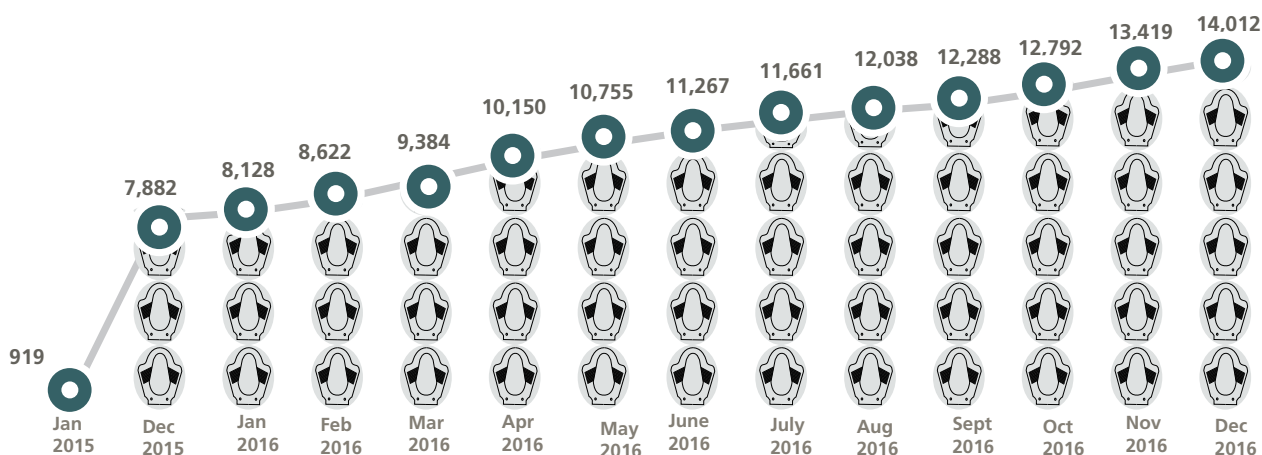 919
7,882
8,128
8,622
9,384
10,150
10,755
11,267
11,661
12,038
12,288
12.792
13,419
14,012
Jan
2015
Dec
2015
Jan
2016
Feb
2016
Mar
2016
Apr
2016
May
2016
June
2016
July
2016
Aug
2016
Sept
2016
Oct
2016
Nov
2016
Dec
2016